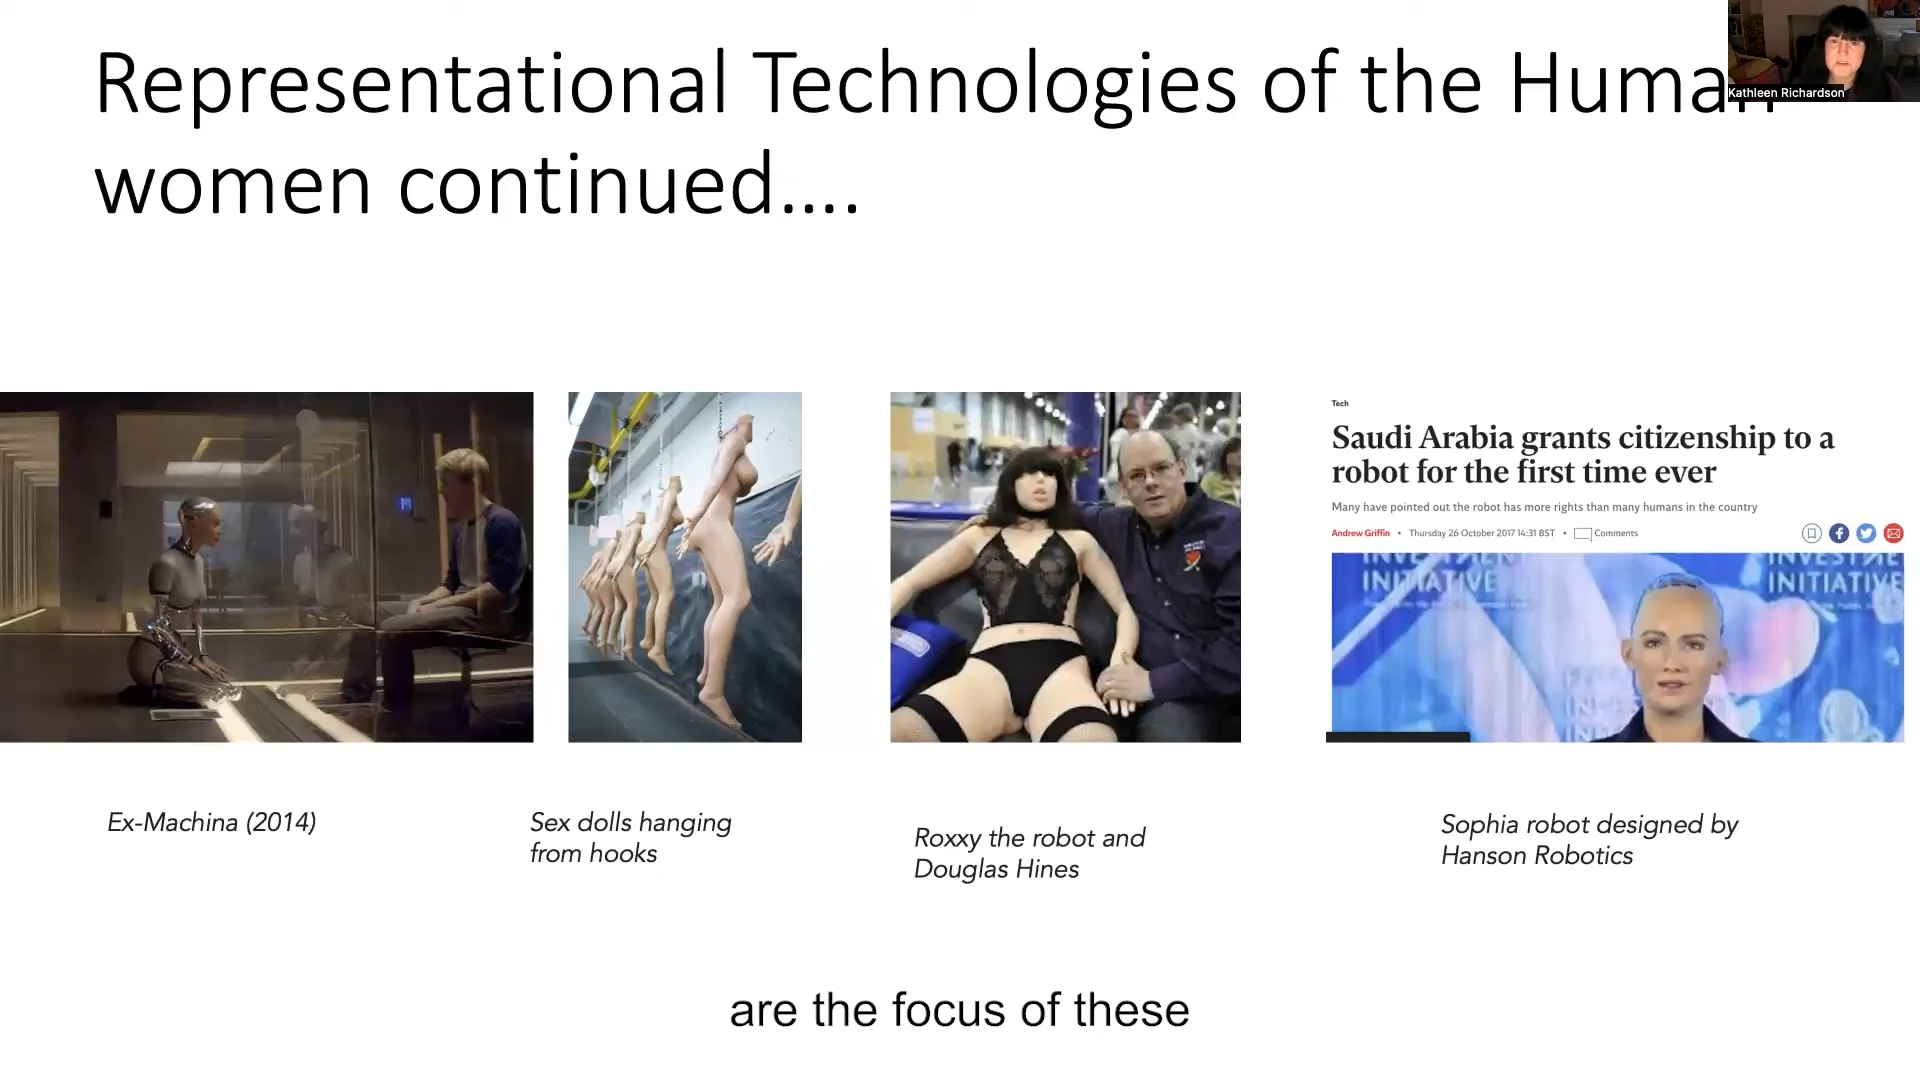 Representational Technologies of the Human
women continued....
Kathleen Richardson
Tech
Saudi Arabia grants citizenship to a
robot for the first time ever
Many have pointed out the robot has more rights than many humans in the country
Andrew Griffin • Thursday 26 October 2017 14:31 BST • Comments
INITIATIVE
INITIATIVE
Ex-Machina (2014)
Sex dolls hanging
from hooks
Roxxy the robot and
Douglas Hines
Sophia robot designed by
Hanson Robotics
are the focus of these